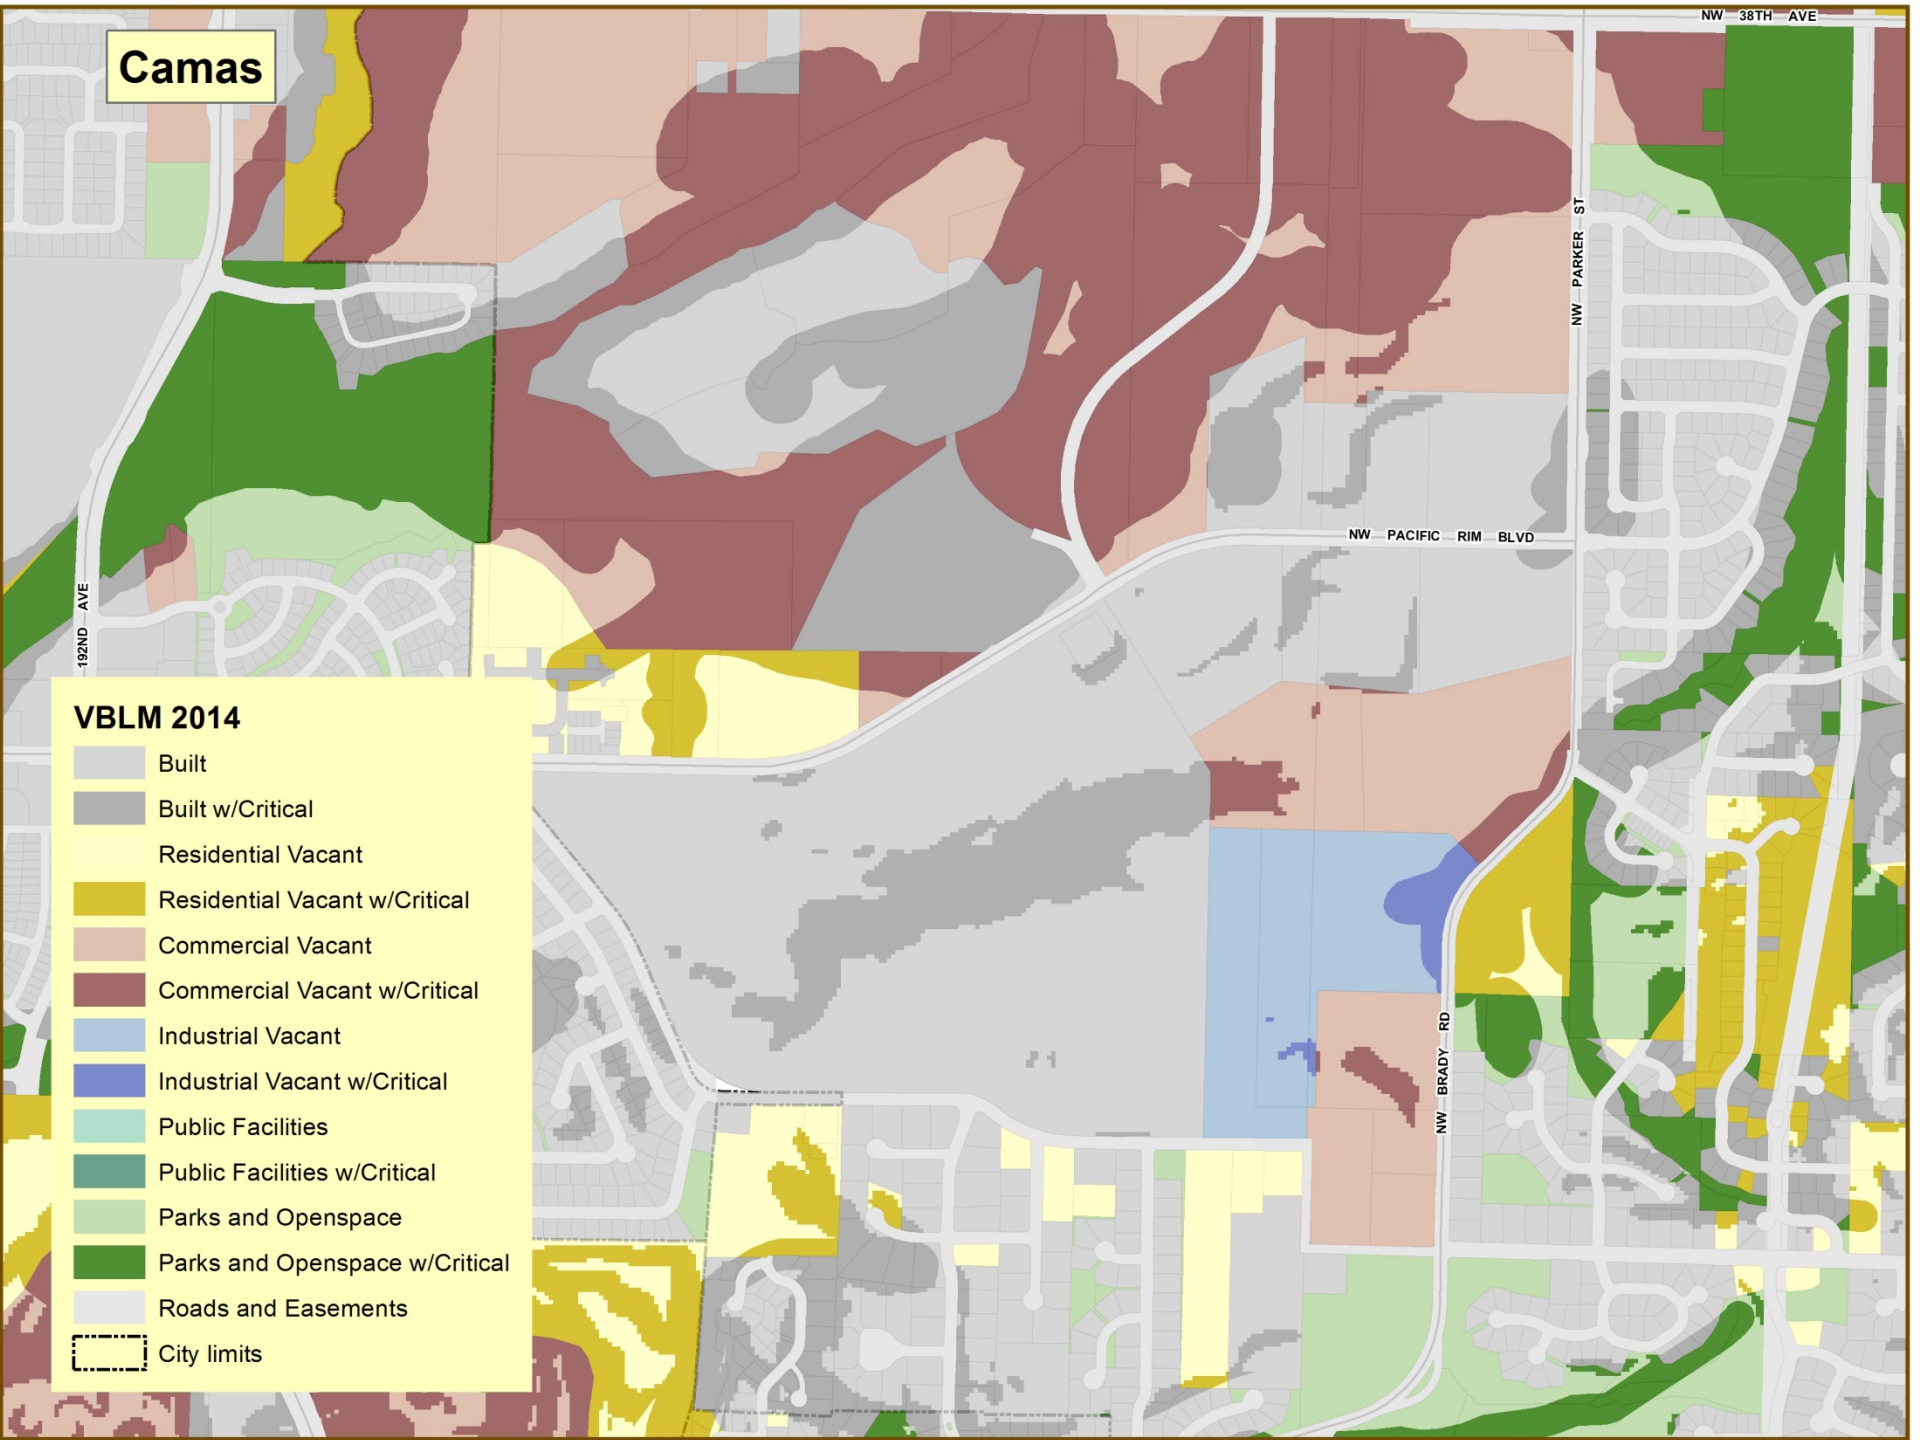 NW 38TH AVE
Camas
NW PARKER ST
NW PACIFIC RIM BLVD
192ND AVE
VBLM 2014
Built
Built w/Critical
Residential Vacant
Residential Vacant w/Critical
Commercial Vacant
Commercial Vacant w/Critical
Industrial Vacant
Industrial Vacant w/Critical
Public Facilities
Public Facilities w/Critical
Parks and Openspace
Parks and Openspace w/Critical
Roads and Easements
City limits
NW BRADY RD